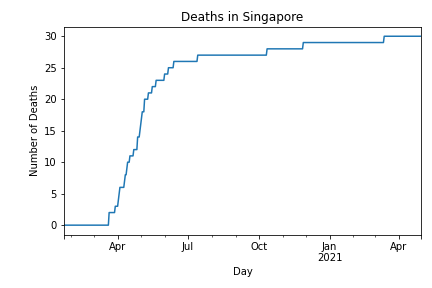 Deaths in Singapore
30
25
20
15
10
5
0
Number of Deaths
Apr
Jul
Oct
Jan
2021
Apr
Day